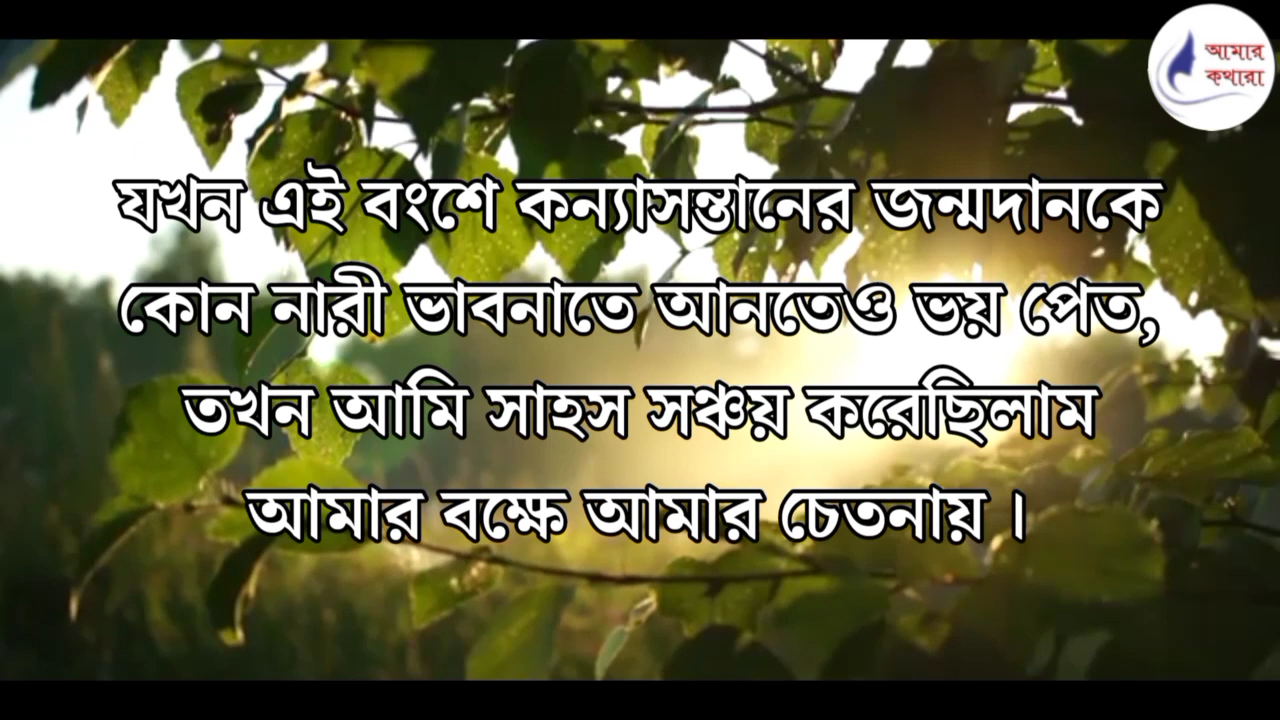 আমার
কথারা
যখন এই বংশে কন্যাসন্তানের জন্মদানকে
কোন নারী ভাবনাতে আনতেও ভয় পেত,
তখন আমি সাহস সঞ্চয় করেছিলাম
আমার বক্ষে আমার চেতনায় ।